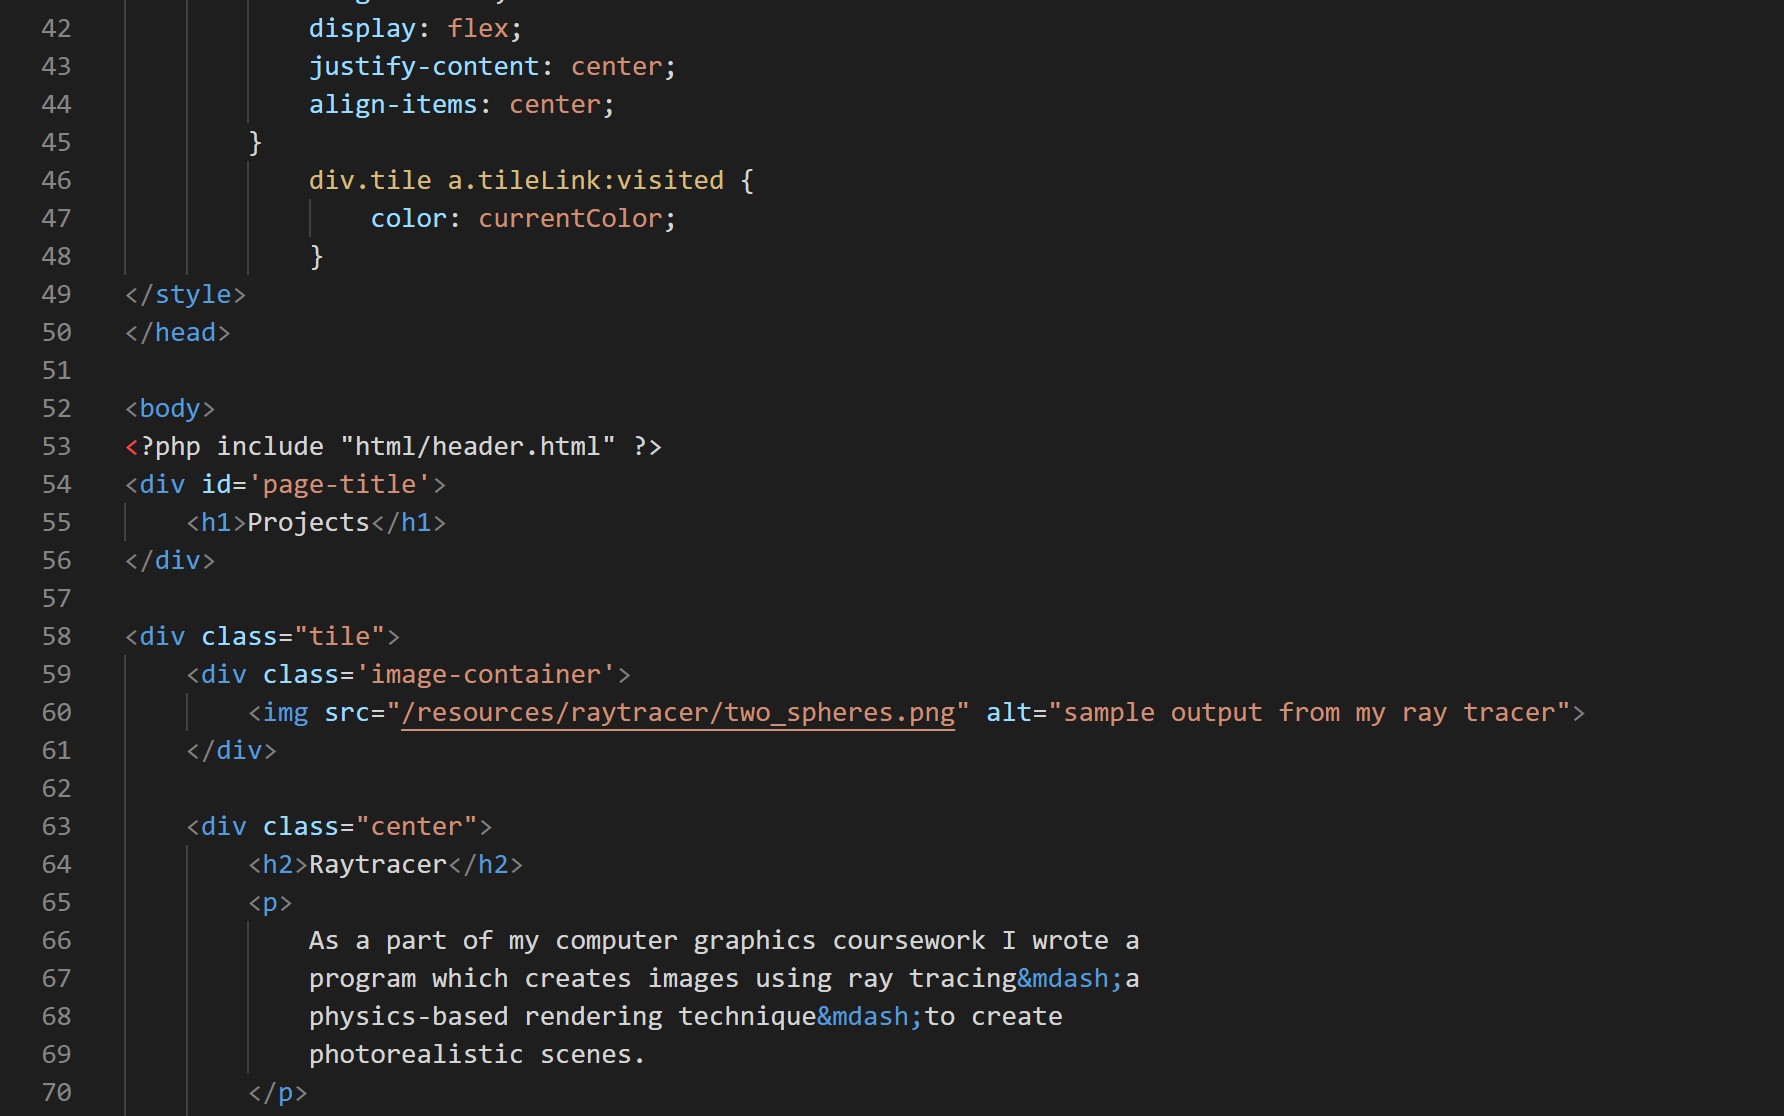 42 display: flex;
43 justify-content: center;
44 align-items: center;
45 }
46 div.tile a.tileLink:visited {
47 color: currentColor;
48 }
49 </style>
50 </head>
51
52 <body>
53 <?php include "html/header.html" ?>
54 <div id='page-title'>
55 <h1>Projects</h1>
56 </div>
57
58 <div class="tile">
59 <div class='image-container'>
60 <img src="/resources/raytracer/two_spheres.png" alt="sample output from my ray tracer">
61 </div>
62
63 <div class="center">
64 <h2>Raytracer</h2>
65 <p>
66 As a part of my computer graphics coursework I wrote a
67 program which creates images using ray tracing&mdash;a
68 physics-based rendering technique&mdash;to create
69 photorealistic scenes.
70 </p>